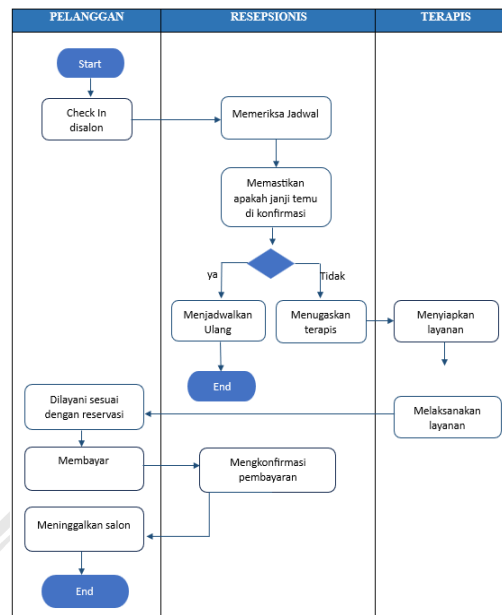 PELANGGAN
RESEPSIONIS
TERAPIS
Start
Check In
disalon
Memeriksa Jadwal
Memastikan
apakah janji temu
di konfirmasi
ya
Tidak
Menjadwalkan
Ulang
Menugaskan
terapis
Menyiapkan
layanan
End
Dilayani sesuai
dengan reservasi
Melaksanakan
layanan
Membayar
Mengkonfirmasi
pembayaran
Meninggalkan salon
End